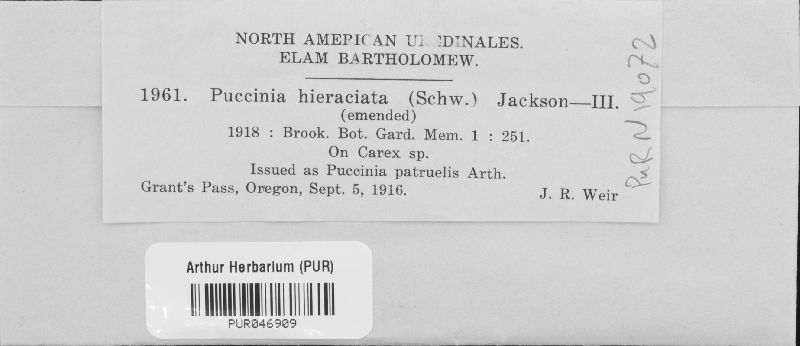 NORTH AMERICAN UREDINALES.
ELAM BARTHOLOMEW.
1961. Puccinia hieraciata (Schw.) Jackson—III.
(emended)
1918 : Brook. Bot. Gard. Mem. 1 : 251.
On Carex sp.
Issued as Puccinia patruelis Arth.
Grant's Pass, Oregon, Sept. 5, 1916.
J. R. Weir
PUR N19072
Arthur Herbarium (PUR)
PUR046909